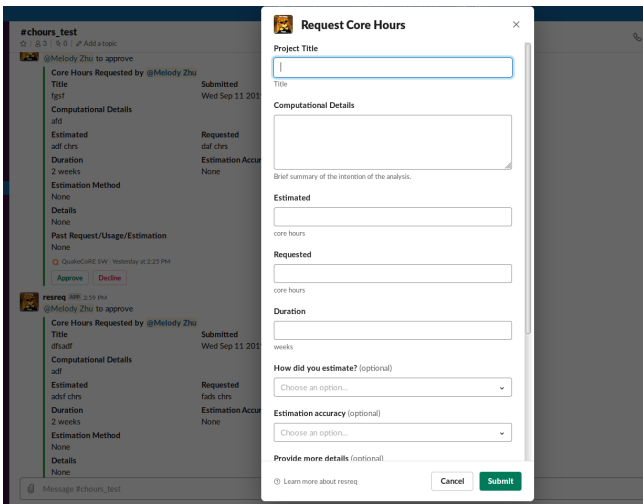 #chours_test
3 | 0 | Add a topic
@Melody Zhu to approve
Core Hours Requested by @Melody Zhu
Title Submitted
fgsf Wed Sep 11 201
Computational Details
afd
Estimated Requested
adf chrs daf chrs
Duration Estimation Accur
2 weeks None
Estimation Method
None
Details
None
Past Request/Usage/Estimation
None
QuakeCoRE SW · Yesterday at 2:25 PM
Approve Decline
resreq APP 2:59 PM
@Melody Zhu to approve
Core Hours Requested by @Melody Zhu
Title Submitted
dfsadf Wed Sep 11 201
Computational Details
adf
Estimated Requested
adsf chrs fads chrs
Duration Estimation Accur
2 weeks None
Estimation Method
None
Details
None
Message #chours_test
Request Core Hours
Project Title
Title
Computational Details
Brief summary of the intention of the analysis.
Estimated
core hours
Requested
core hours
Duration
weeks
How did you estimate? (optional)
Choose an option...
Estimation accuracy (optional)
Choose an option...
Provide more details (optional)
Learn more about resreq
Cancel Submit